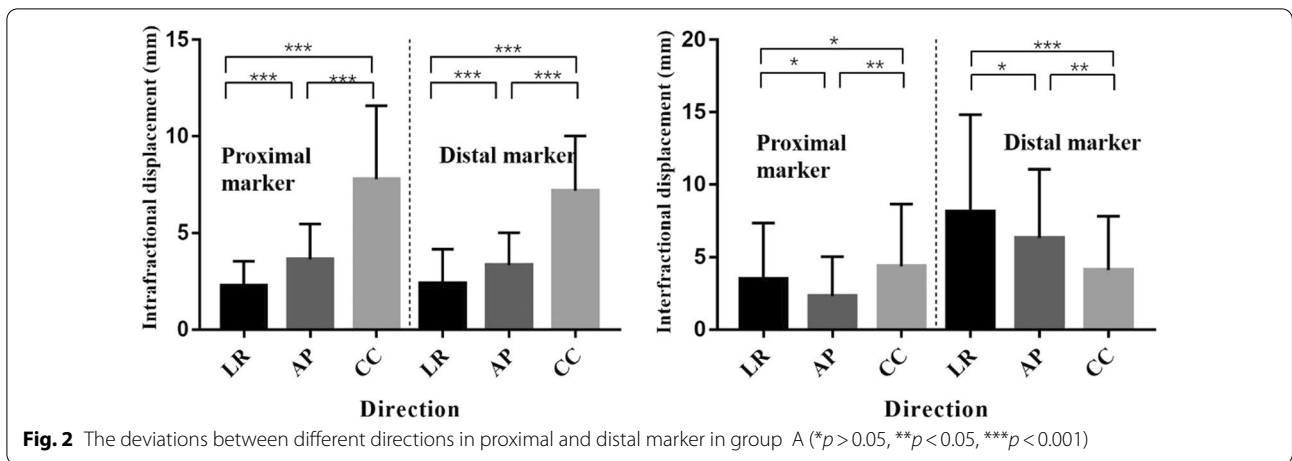 Intrafractional displacement (mm)
15
10
5
0
***
***
***
***
***
***
Proximal
marker
Distal marker
LR
AP
CC
LR
AP
CC
Direction
Interfractional displacement (mm)
20
15
10
5
0
*
*
**
***
*
**
Proximal
marker
Distal marker
LR
AP
CC
LR
AP
CC
Direction
Fig. 2 The deviations between different directions in proximal and distal marker in group A (*p > 0.05, **p < 0.05, ***p < 0.001)